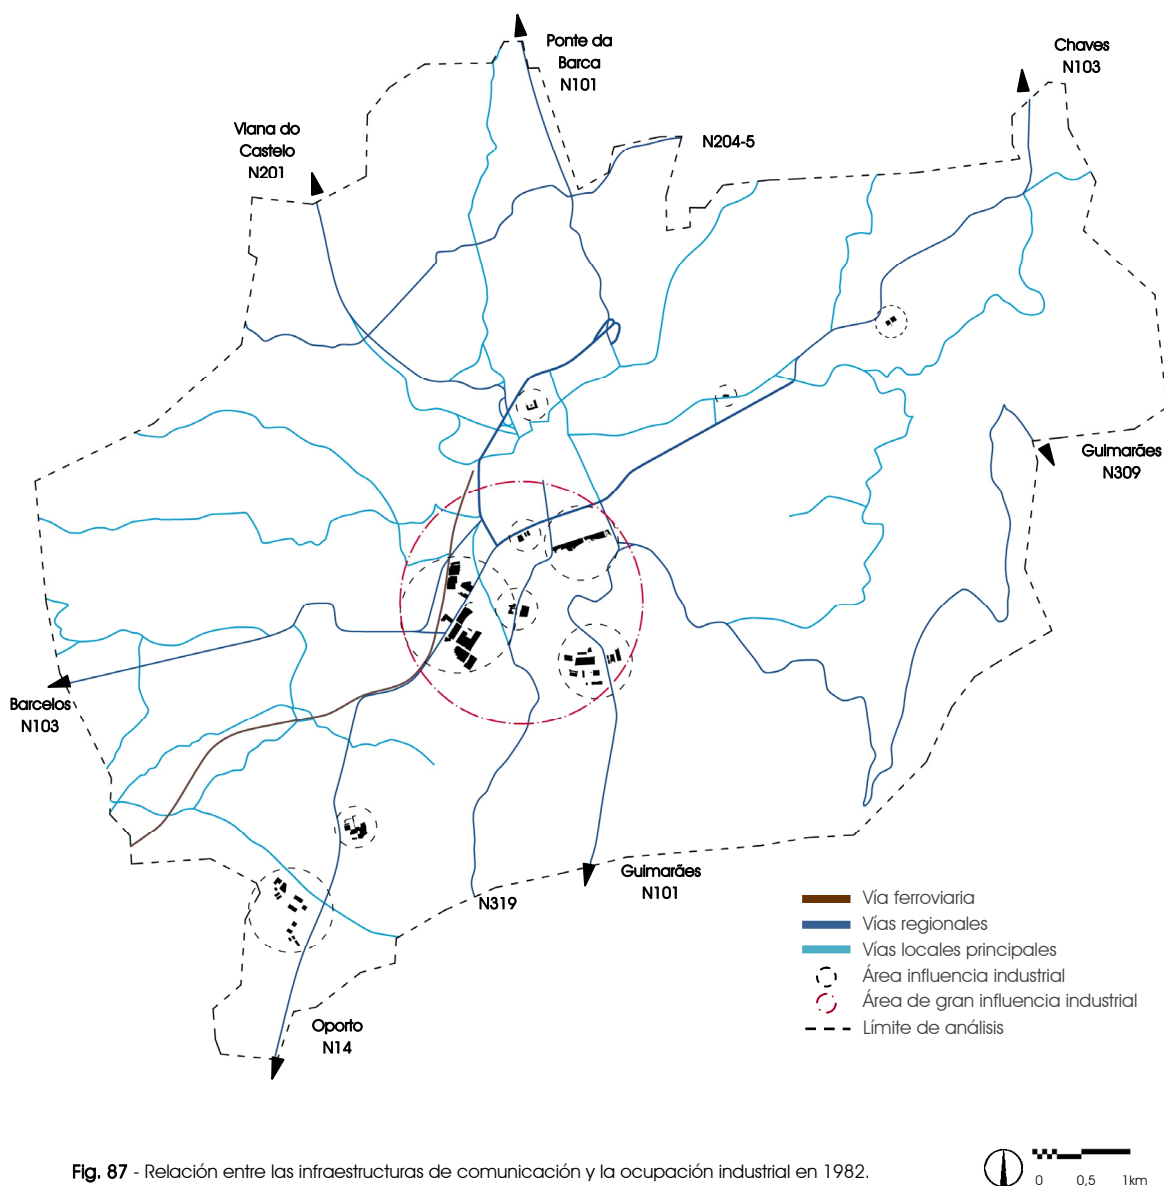 Ponte da
Barca
N101
Chaves
N103
Viana do
Castelo
N201
N204-5
Guimarães
N309
Barcelos
N103
Guimarães
N101
N319
Oporto
N14
Vía ferroviaria
Vías regionales
Vías locales principales
Área influencia industrial
Área de gran influencia industrial
Límite de análisis
Fig. 87 - Relación entre las infraestructuras de comunicación y la ocupación industrial en 1982.
0 0,5 1km